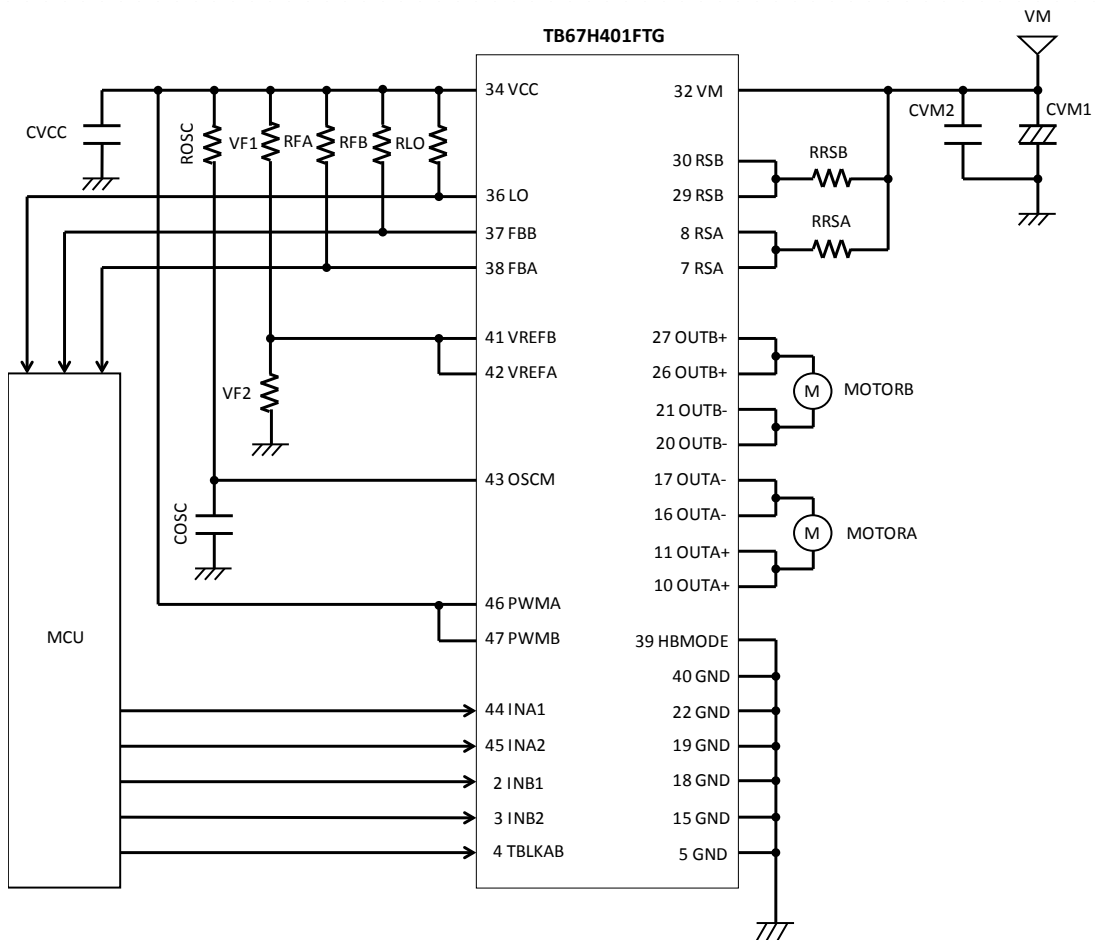 VM
TB67H401FTG
34 VCC
32 VM
CVCC
ROSC
VF1
RFA
RFB
RLO
CVM2
CVM1
30 RSB
RRSB
36 LO
29 RSB
37 FBB
8 RSA
RRSA
38 FBA
7 RSA
41 VREFB
27 OUTB+
42 VREFA
26 OUTB+
M
MOTORB
VF2
21 OUTB-
20 OUTB-
43 OSCM
17 OUTA-
COSC
16 OUTA-
M
MOTORA
11 OUTA+
10 OUTA+
46 PWMA
MCU
47 PWMB
39 HBMODE
40 GND
44 INA1
22 GND
45 INA2
19 GND
2 INB1
18 GND
3 INB2
15 GND
4 TBLKAB
5 GND